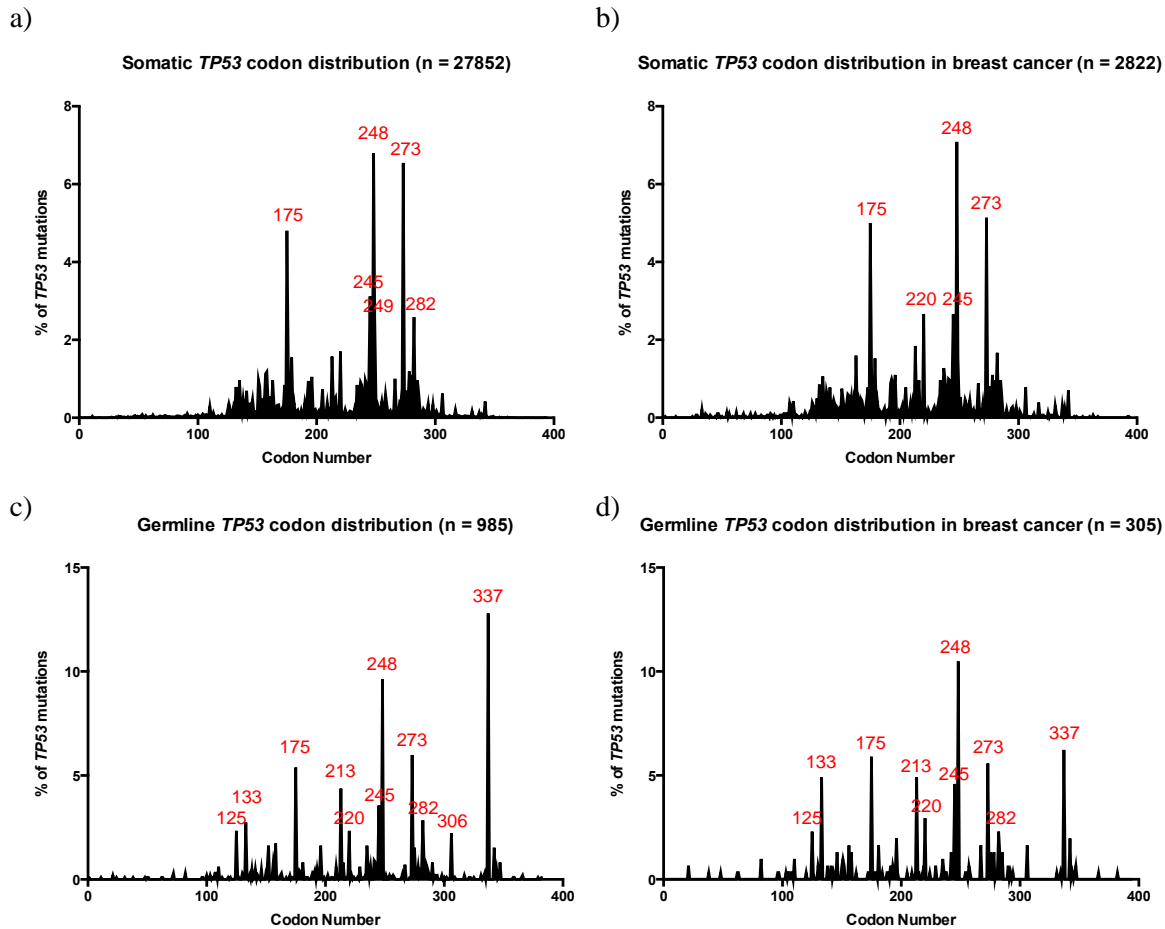 a)
Somatic TP53 codon distribution (n = 27852)
% of TP53 mutations
8
6
4
2
0
248
273
175
245
249
282
0 100 200 300 400
Codon Number
b)
Somatic TP53 codon distribution in breast cancer (n = 2822)
% of TP53 mutations
8
6
4
2
0
248
175
273
220
245
0 100 200 300 400
Codon Number
c)
Germline TP53 codon distribution (n = 985)
% of TP53 mutations
15
10
5
0
337
248
175
273
213
133
125
245
220
282
306
0 100 200 300 400
Codon Number
d)
Germline TP53 codon distribution in breast cancer (n = 305)
% of TP53 mutations
15
10
5
0
248
337
175
273
133
213
245
220
125
282
0 100 200 300 400
Codon Number